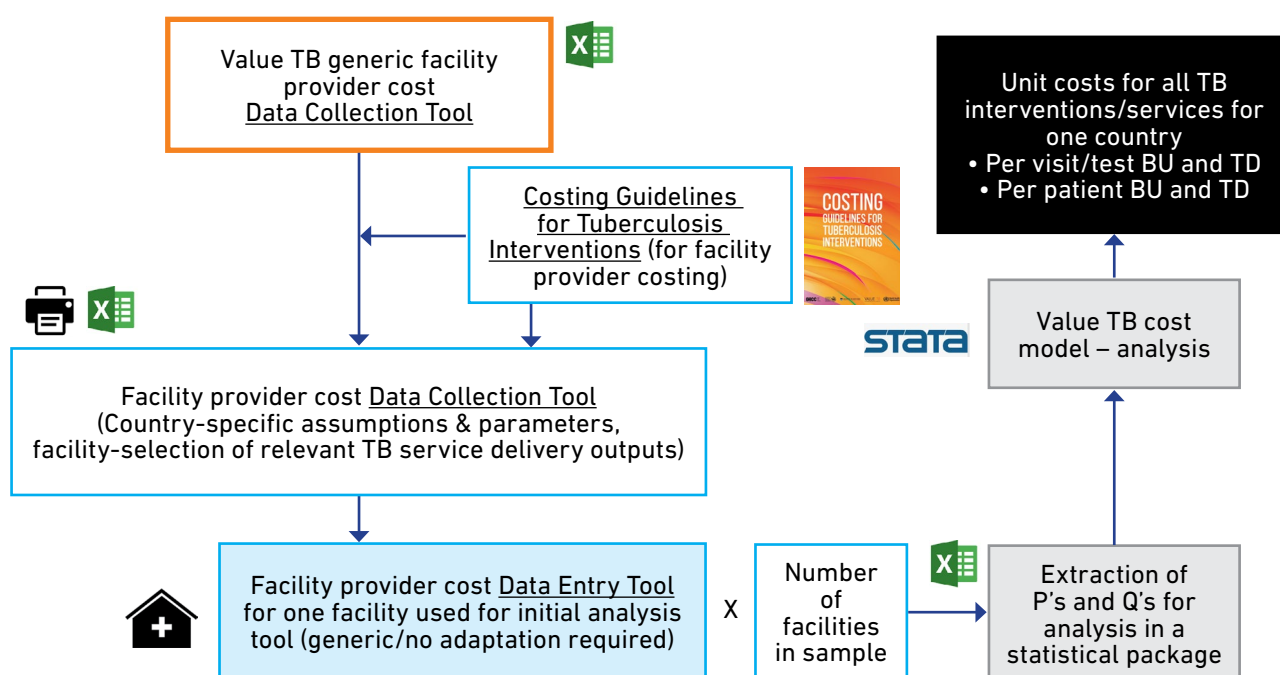 Value TB generic facility
provider cost
Data Collection Tool
X
Costing Guidelines
for Tuberculosis
Interventions (for facility
provider costing)
COSTING
GUIDELINES FOR
TUBERCULOSIS
INTERVENTIONS
X
Facility provider cost Data Collection Tool
(Country-specific assumptions & parameters,
facility-selection of relevant TB service delivery outputs)
Facility provider cost Data Entry Tool
for one facility used for initial analysis
tool (generic/no adaptation required)
X
Number
of
facilities
in sample
X
Extraction of
P's and Q's for
analysis in a
statistical package
STATA
Value TB cost
model – analysis
Unit costs for all TB
interventions/services for
one country
• Per visit/test BU and TD
• Per patient BU and TD